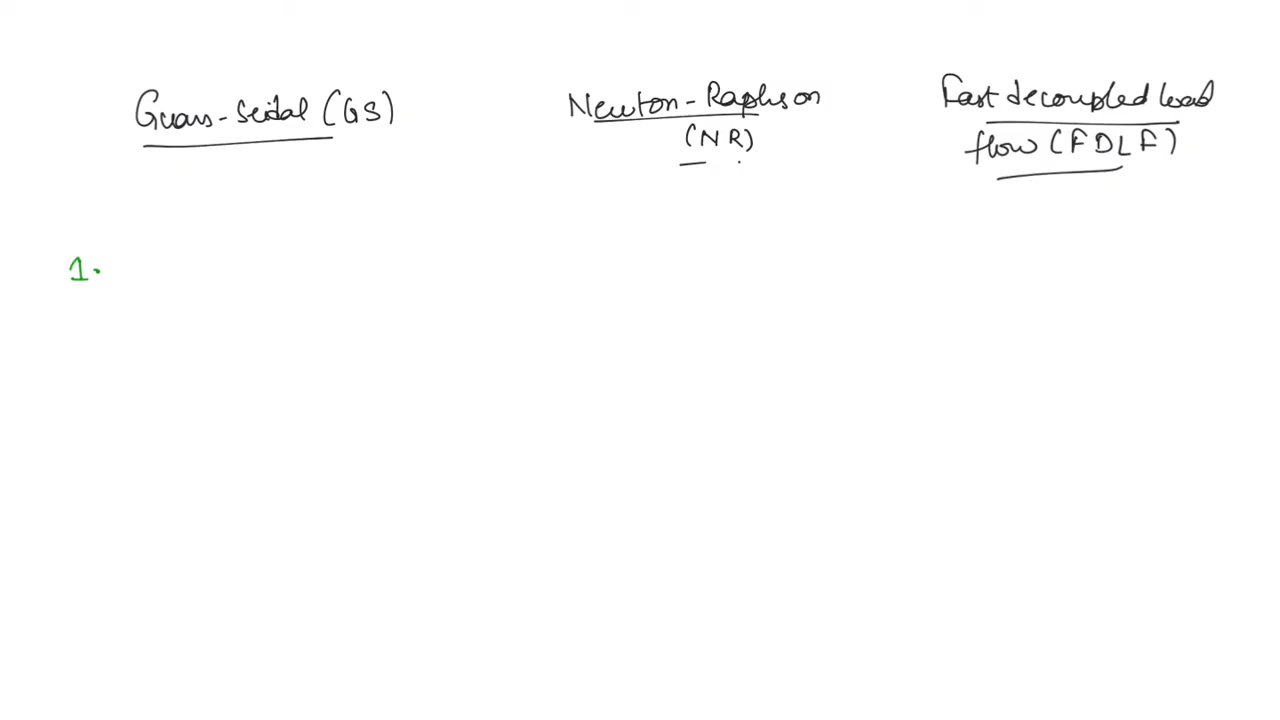 Guass-Seidal (GS)
Newton-Raphson
(NR)
Fast decoupled load
flow (FDLF)
1.